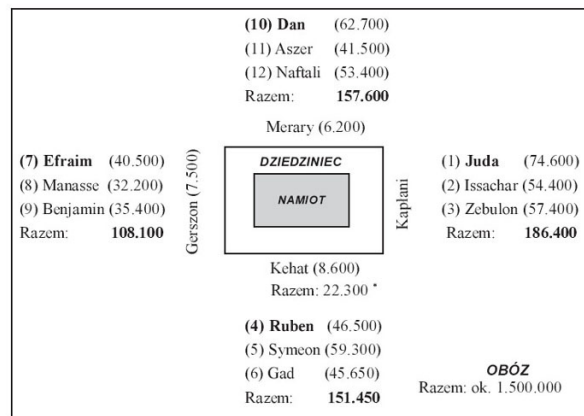 (10) Dan (62.700)
(11) Aszer (41.500)
(12) Naftali (53.400)
Razem: 157.600
Merary (6.200)
(7) Efraim (40.500)
(8) Manasse (32.200)
(9) Benjamin (35.400)
Razem: 108.100
Gerszon (7.500)
DZIEDZINIEC
NAMIOT
Kapłani
(1) Juda (74.600)
(2) Issachar (54.400)
(3) Zebulon (57.400)
Razem: 186.400
Kehat (8.600)
Razem: 22.300 *
(4) Ruben (46.500)
(5) Symeon (59.300)
(6) Gad (45.650)
Razem: 151.450
OBÓZ
Razem: ok. 1.500.000